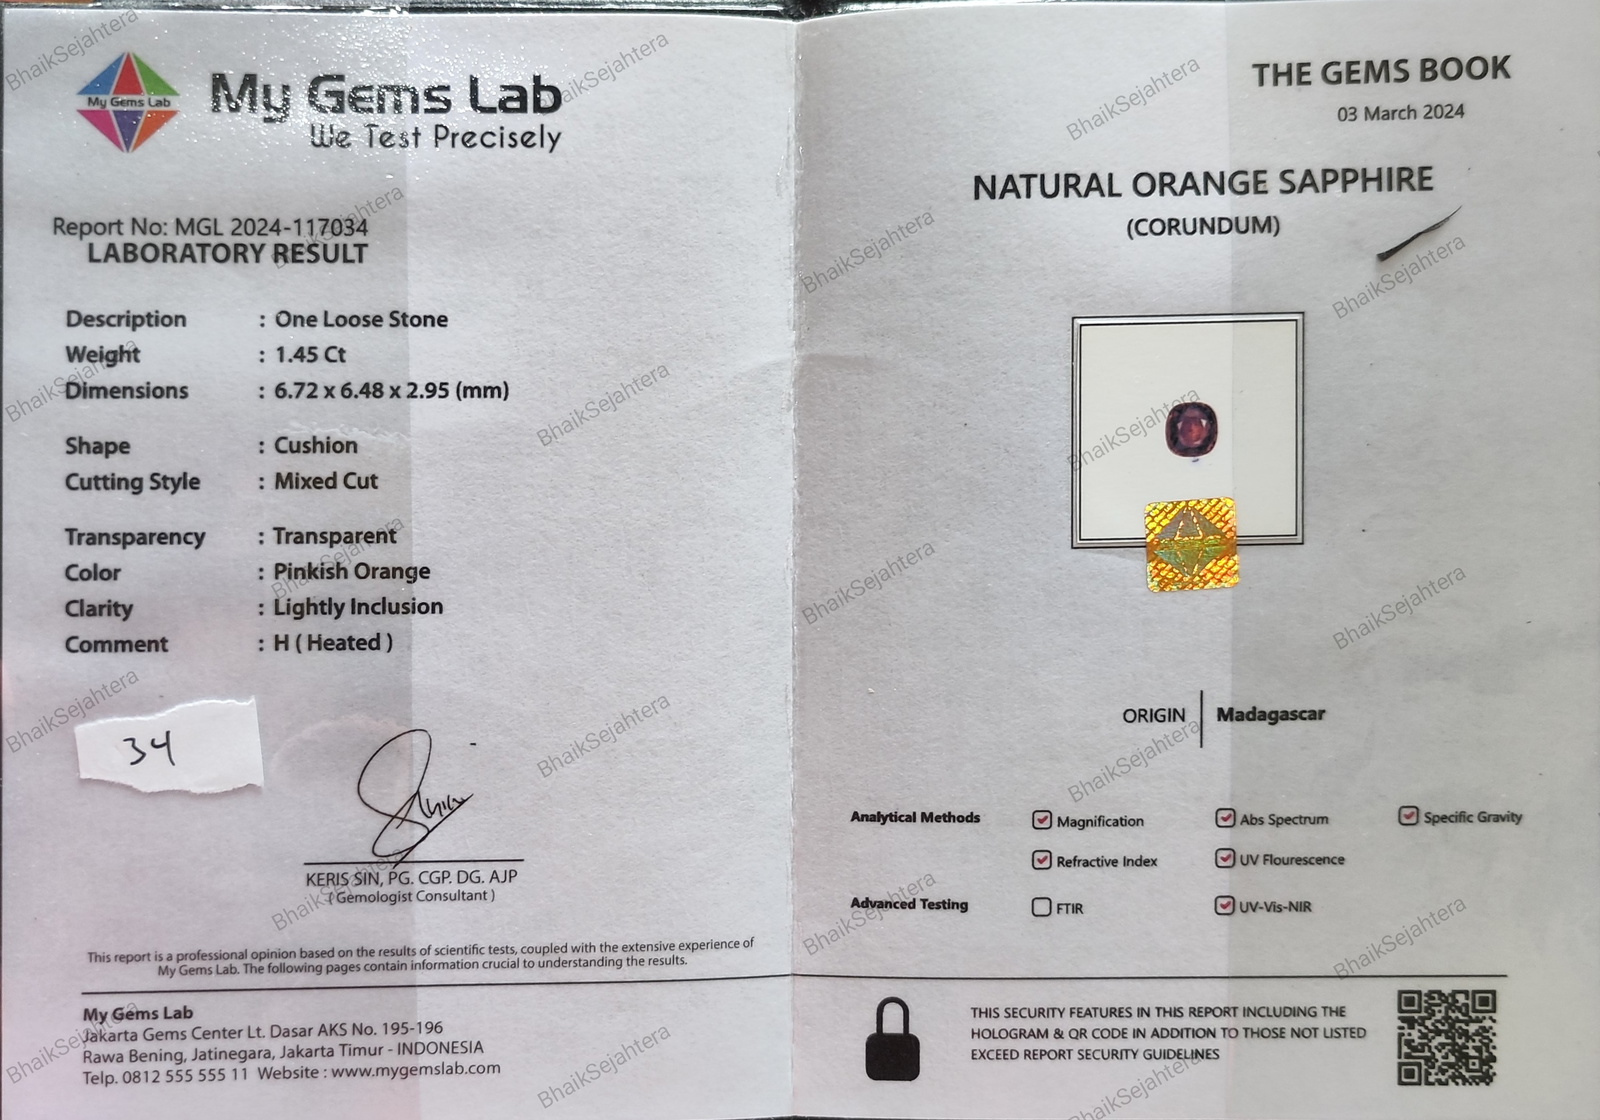 My Gems Lab
My Gems Lab
We Test Precisely
Report No: MGL 2024-117034
LABORATORY RESULT
Description : One Loose Stone
Weight : 1.45 Ct
Dimensions : 6.72 x 6.48 x 2.95 (mm)
Shape : Cushion
Cutting Style : Mixed Cut
Transparency : Transparent
Color : Pinkish Orange
Clarity : Lightly Inclusion
Comment : H ( Heated )
34
KERIS SIN, PG. CGP. DG. AJP
( Gemologist Consultant )
This report is a professional opinion based on the results of scientific tests, coupled with the extensive experience of
My Gems Lab. The following pages contain information crucial to understanding the results.
My Gems Lab
Jakarta Gems Center Lt. Dasar AKS No. 195-196
Rawa Bening, Jatinegara, Jakarta Timur - INDONESIA
Telp. 0812 555 555 11 Website : www.mygemslab.com
THE GEMS BOOK
03 March 2024
NATURAL ORANGE SAPPHIRE
(CORUNDUM)
ORIGIN Madagascar
Analytical Methods Magnification Abs Spectrum Specific Gravity
Refractive Index UV Flourescence
Advanced Testing FTIR UV-Vis-NIR
THIS SECURITY FEATURES IN THIS REPORT INCLUDING THE
HOLOGRAM & QR CODE IN ADDITION TO THOSE NOT LISTED
EXCEED REPORT SECURITY GUIDELINES
BhaikSejahtera